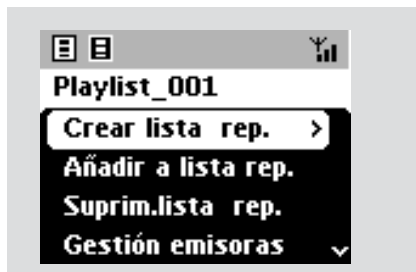 Playlist_001
Crear lista rep. >
Añadir a lista rep.
Suprim.lista rep.
Gestión emisoras